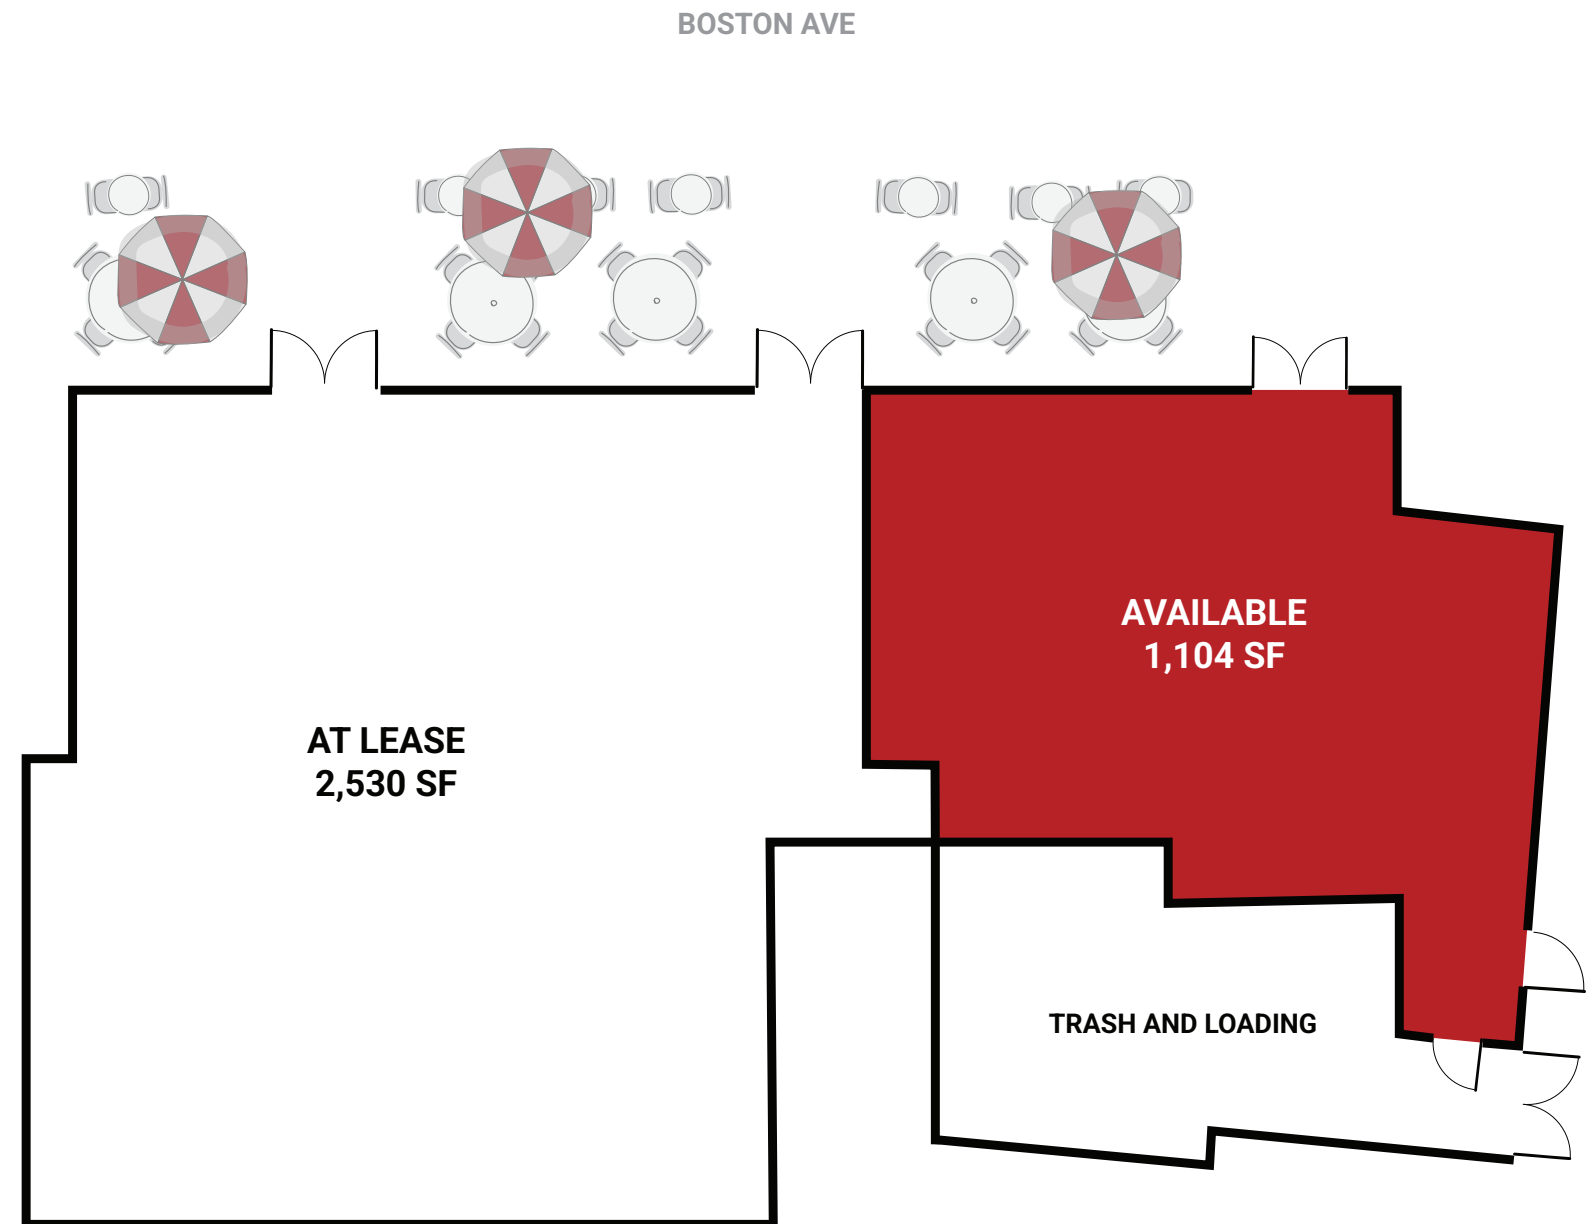 BOSTON AVE
AVAILABLE
1,104 SF
AT LEASE
2,530 SF
TRASH AND LOADING